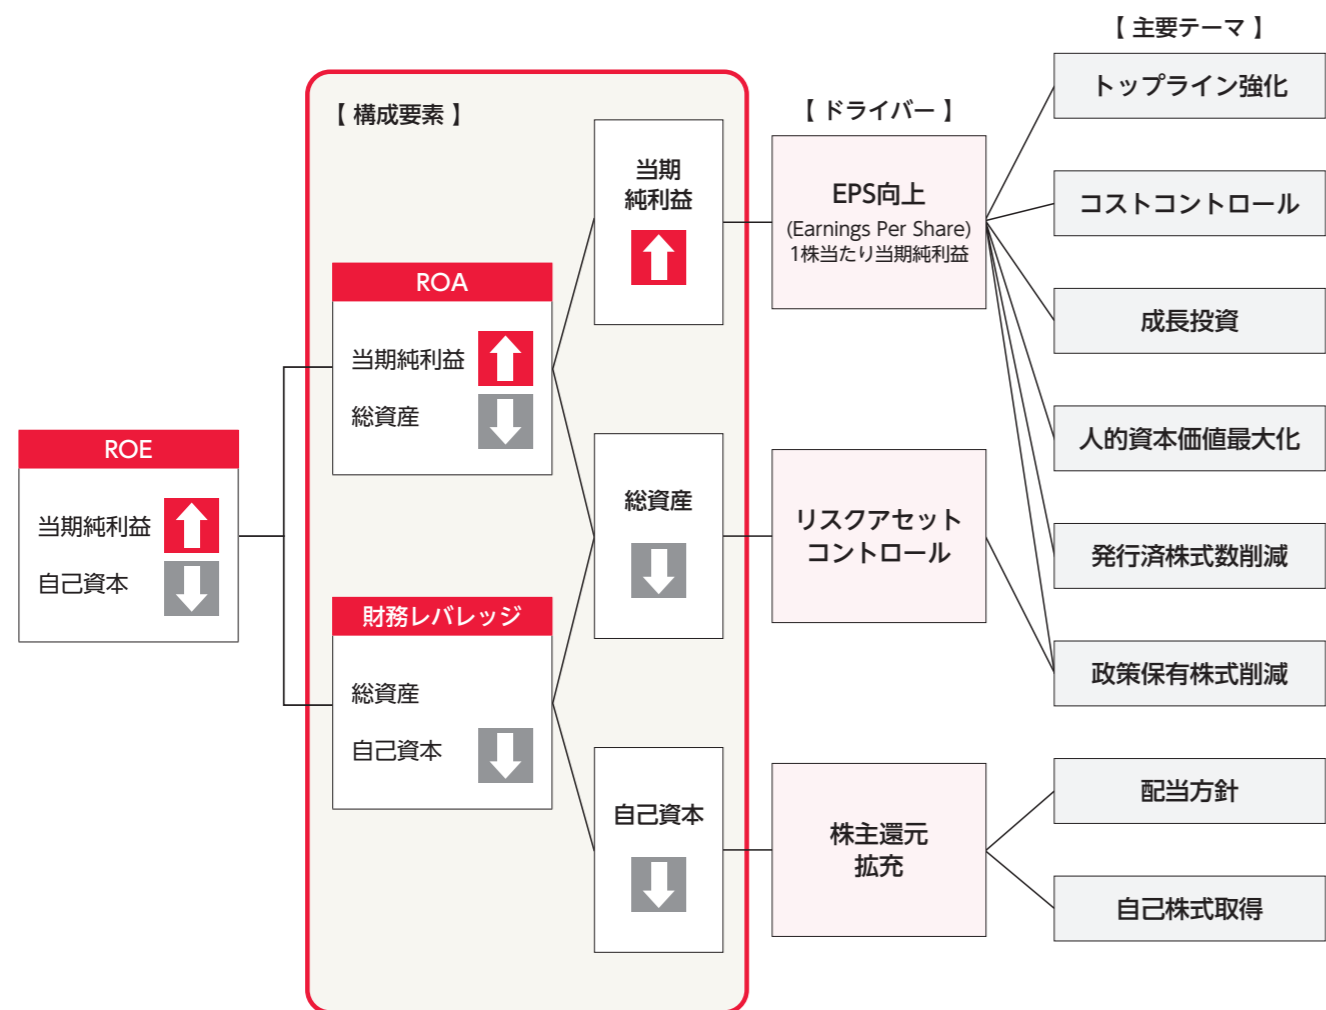 ROE
当期純利益
自己資本
【 構成要素 】
ROA
当期純利益
総資産
財務レバレッジ
総資産
自己資本
当期
純利益
総資産
自己資本
【 ドライバー 】
EPS向上
(Earnings Per Share)
1株当たり当期純利益
リスクアセット
コントロール
株主還元
拡充
【 主要テーマ 】
トップライン強化
コストコントロール
成長投資
人的資本価値最大化
発行済株式数削減
政策保有株式削減
配当方針
自己株式取得